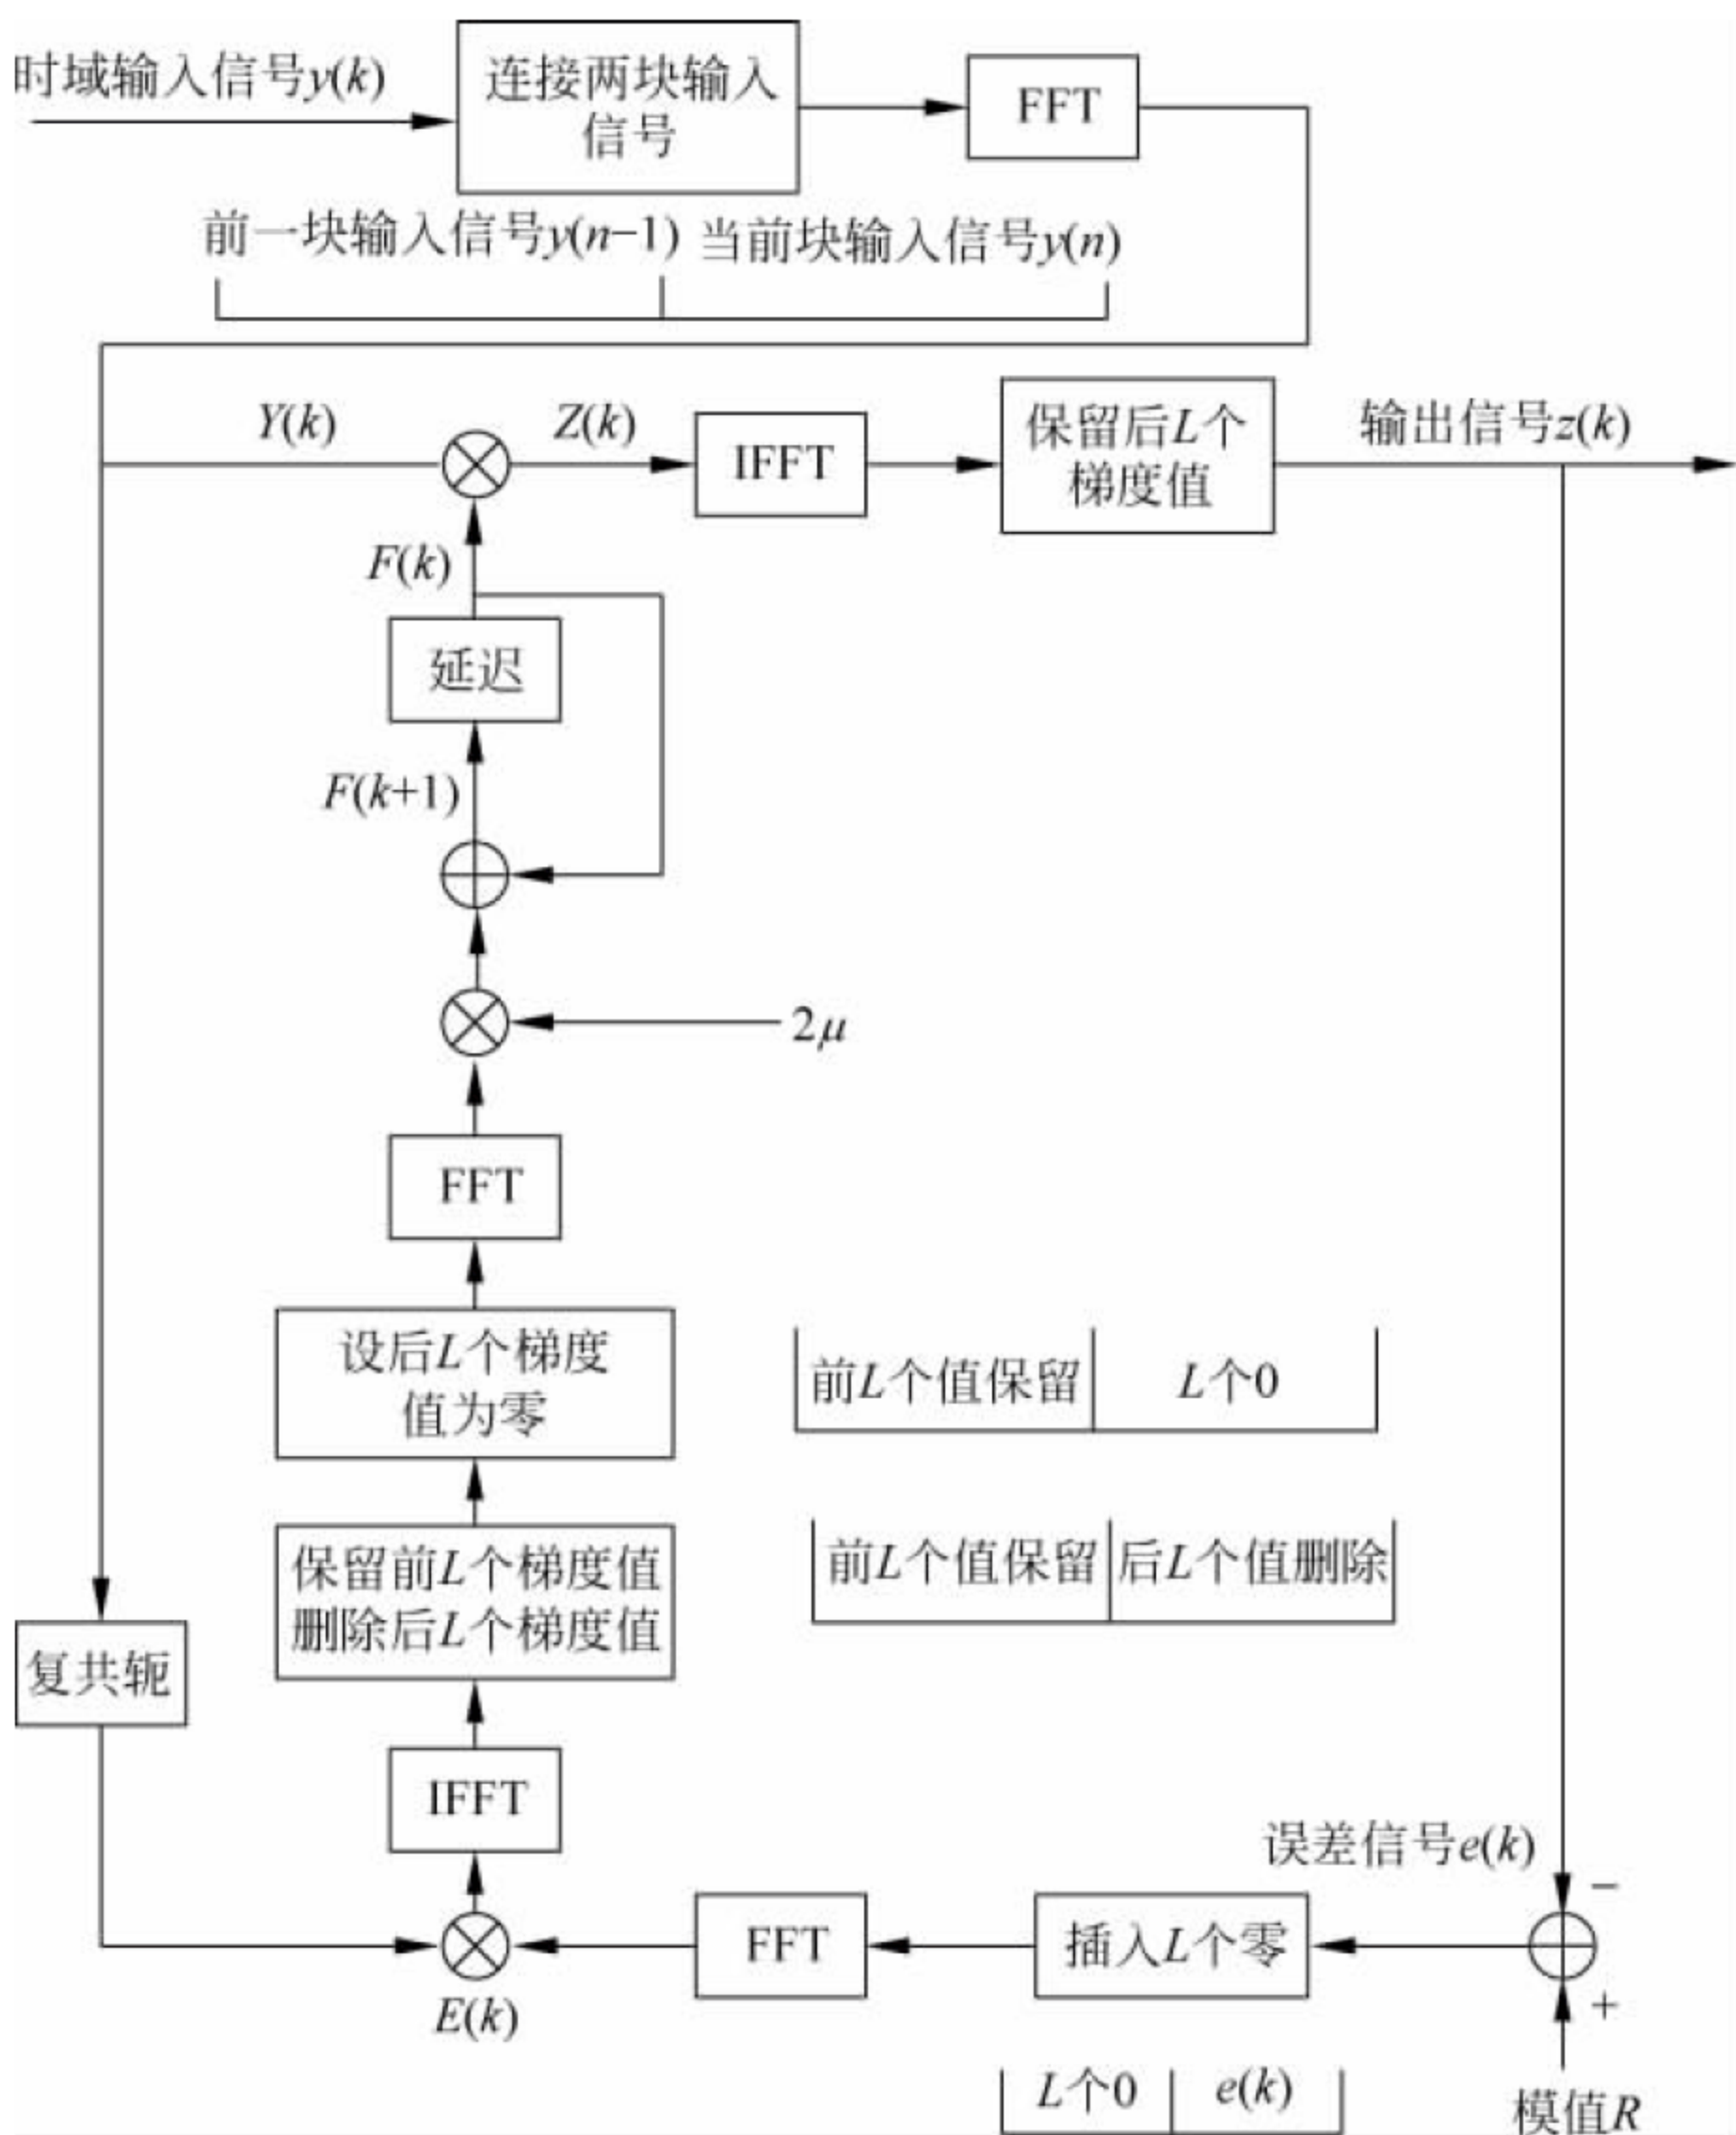 时域输入信号y(k)
连接两块输入
信号
FFT
前一块输入信号y(n−1)
当前块输入信号y(n)
Y(k)
Z(k)
IFFT
保留后L个
梯度值
输出信号z(k)
F(k)
延迟
F(k+1)
2μ
FFT
设后L个梯度
值为零
前L个值保留
L个0
保留前L个梯度值
删除后L个梯度值
前L个值保留
后L个值删除
复共轭
IFFT
误差信号e(k)
−
FFT
插入L个零
E(k)
+
L个0
e(k)
模值R